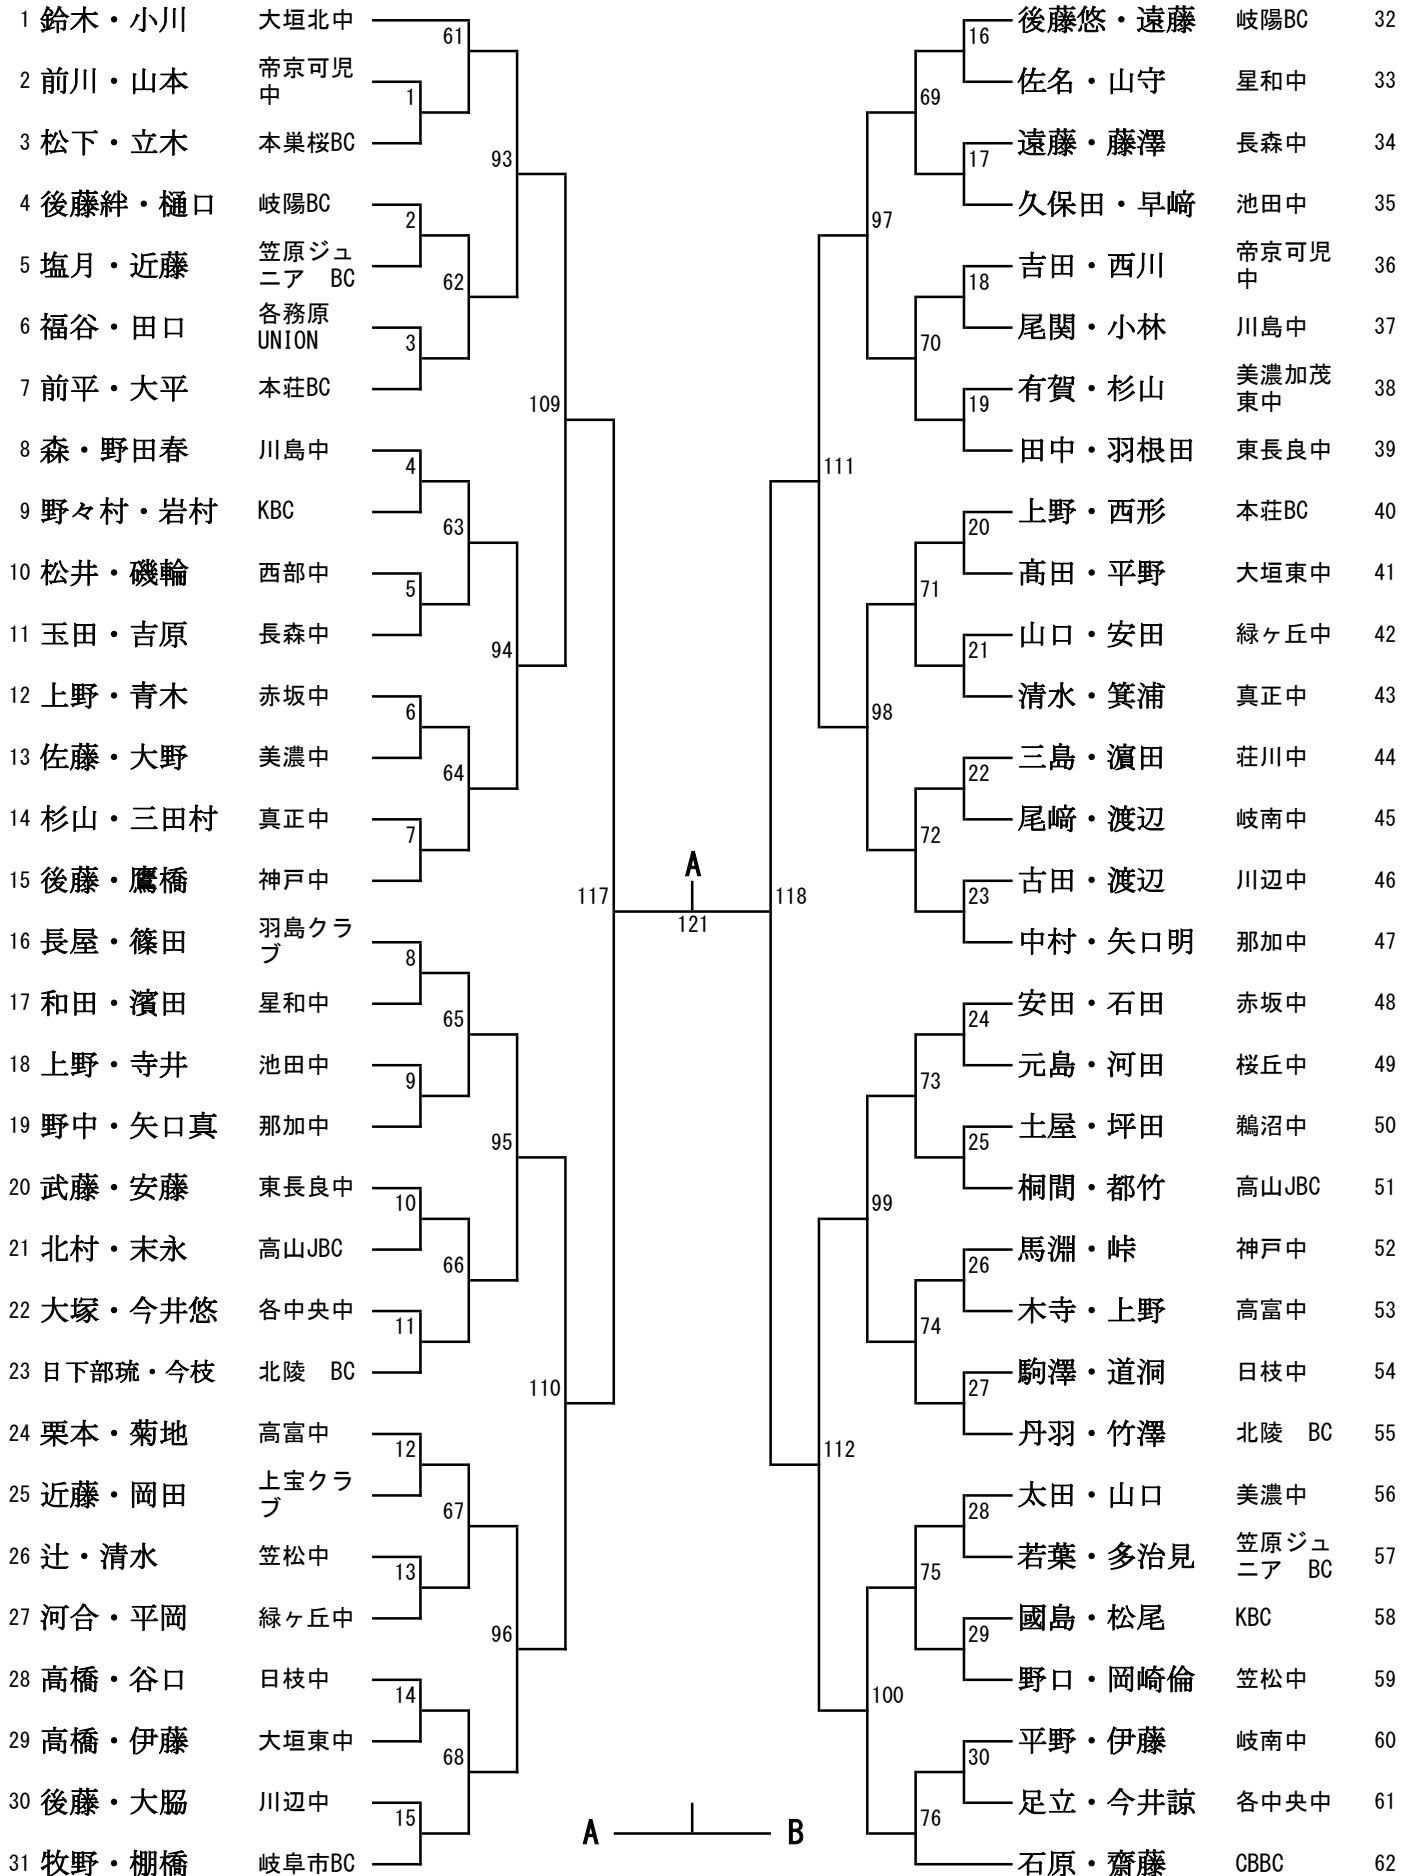 1 鈴木・小川 大垣北中
2 前川・山本 帝京可児中
3 松下・立木 本巣桜BC
4 後藤絆・樋口 岐陽BC
5 塩月・近藤 笠原ジュニア BC
6 福谷・田口 各務原UNION
7 前平・大平 本荘BC
8 森・野田春 川島中
9 野々村・岩村 KBC
10 松井・磯輪 西部中
11 玉田・吉原 長森中
12 上野・青木 赤坂中
13 佐藤・大野 美濃中
14 杉山・三田村 真正中
15 後藤・鷹橋 神戸中
16 長屋・篠田 羽島クラブ
17 和田・濱田 星和中
18 上野・寺井 池田中
19 野中・矢口真 那加中
20 武藤・安藤 東長良中
21 北村・末永 高山JBC
22 大塚・今井悠 各中央中
23 日下部琉・今枝 北陵 BC
24 栗本・菊地 高富中
25 近藤・岡田 上宝クラブ
26 辻・清水 笠松中
27 河合・平岡 緑ヶ丘中
28 高橋・谷口 日枝中
29 高橋・伊藤 大垣東中
30 後藤・大脇 川辺中
31 牧野・棚橋 岐阜市BC
61
1
93
2
62
3
109
4
63
5
94
6
64
7
117
8
65
9
95
10
66
11
110
12
67
13
96
14
68
15
A
121
A B
16
69
17
97
18
70
19
111
20
71
21
98
22
72
23
118
24
73
25
99
26
74
27
112
28
75
29
100
30
76
後藤悠・遠藤 岐陽BC 32
佐名・山守 星和中 33
遠藤・藤澤 長森中 34
久保田・早﨑 池田中 35
吉田・西川 帝京可児中 36
尾関・小林 川島中 37
有賀・杉山 美濃加茂東中 38
田中・羽根田 東長良中 39
上野・西形 本荘BC 40
髙田・平野 大垣東中 41
山口・安田 緑ヶ丘中 42
清水・箕浦 真正中 43
三島・濵田 荘川中 44
尾﨑・渡辺 岐南中 45
古田・渡辺 川辺中 46
中村・矢口明 那加中 47
安田・石田 赤坂中 48
元島・河田 桜丘中 49
土屋・坪田 鵜沼中 50
桐間・都竹 高山JBC 51
馬淵・峠 神戸中 52
木寺・上野 高富中 53
駒澤・道洞 日枝中 54
丹羽・竹澤 北陵 BC 55
太田・山口 美濃中 56
若葉・多治見 笠原ジュニア BC 57
國島・松尾 KBC 58
野口・岡崎倫 笠松中 59
平野・伊藤 岐南中 60
足立・今井諒 各中央中 61
石原・齋藤 CBBC 62